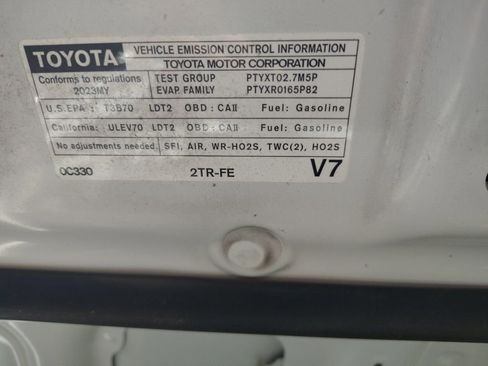 TOYOTA
VEHICLE EMISSION CONTROL INFORMATION
TOYOTA MOTOR CORPORATION
Conforms to regulations
2023MY
TEST GROUP PTYXT02.7M5P
EVAP. FAMILY PTYXR0165P82
U.S.EPA : T3B70 LDT2 OBD : CAII Fuel: Gasoline
California: ULEV70 LDT2 OBD : CAII Fuel: Gasoline
No adjustments needed. SFI, AIR, WR-HO2S, TWC(2), HO2S
0C330 2TR-FE V7